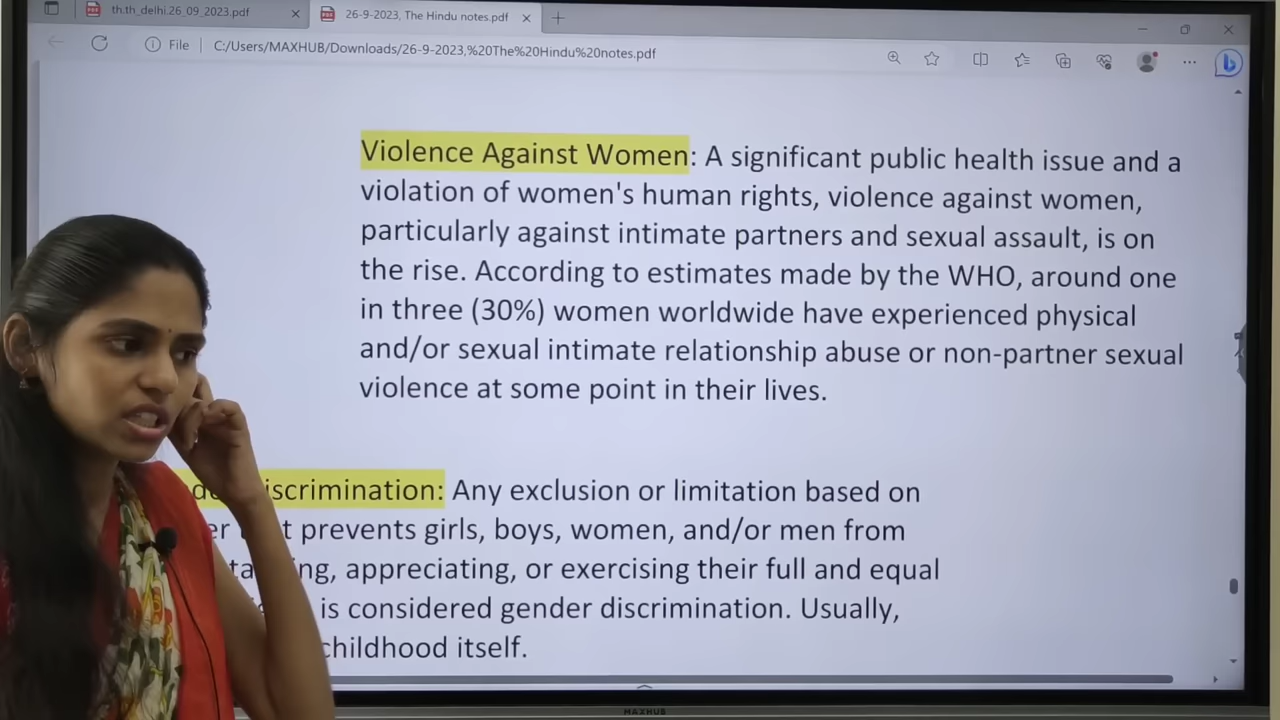 th.th_delhi.26_09_2023.pdf
26-9-2023, The Hindu notes.pdf
File
C:/Users/MAXHUB/Downloads/26-9-2023,%20The%20Hindu%20notes.pdf
Violence Against Women: A significant public health issue and a
violation of women's human rights, violence against women,
particularly against intimate partners and sexual assault, is on
the rise. According to estimates made by the WHO, around one
in three (30%) women worldwide have experienced physical
and/or sexual intimate relationship abuse or non-partner sexual
violence at some point in their lives.
iscrimination: Any exclusion or limitation based on
prevents girls, boys, women, and/or men from
ng, appreciating, or exercising their full and equal
is considered gender discrimination. Usually,
childhood itself.
MAXHUB